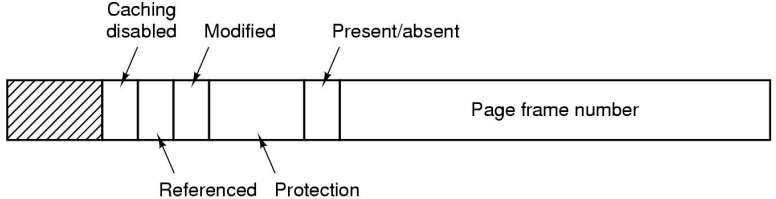 Caching
disabled
Modified
Present/absent
Page frame number
Referenced
Protection